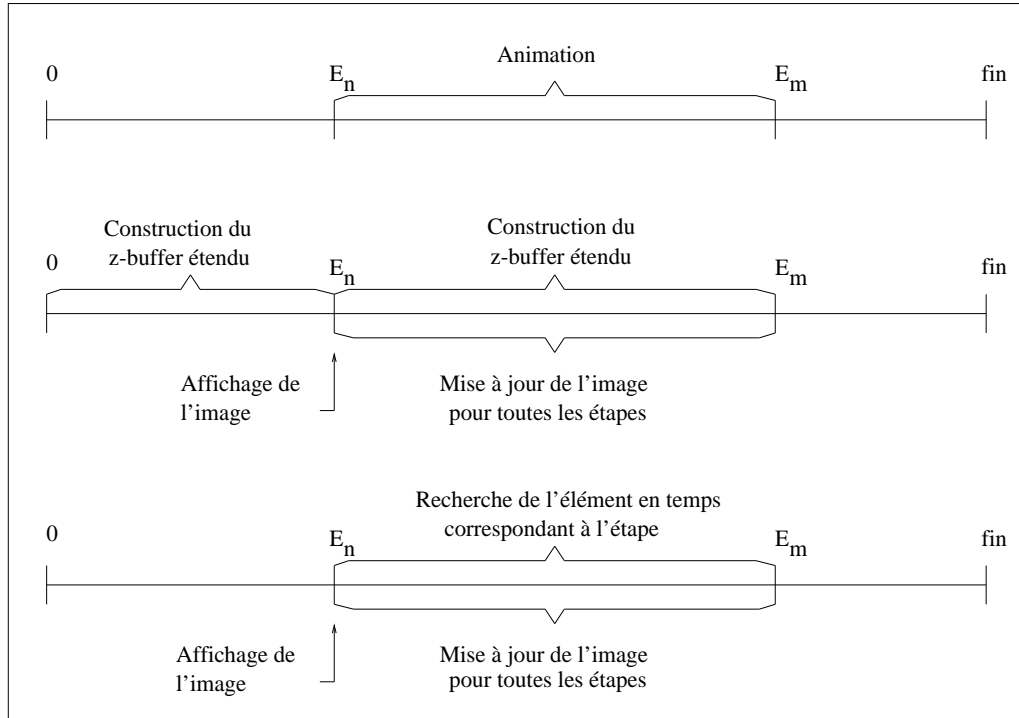 Animation
0
E_n
E_m
fin
Construction du
z-buffer étendu
Construction du
z-buffer étendu
0
E_n
E_m
fin
Affichage de
l’image
Mise à jour de l’image
pour toutes les étapes
Recherche de l’élément en temps
correspondant à l’étape
0
E_n
E_m
fin
Affichage de
l’image
Mise à jour de l’image
pour toutes les étapes